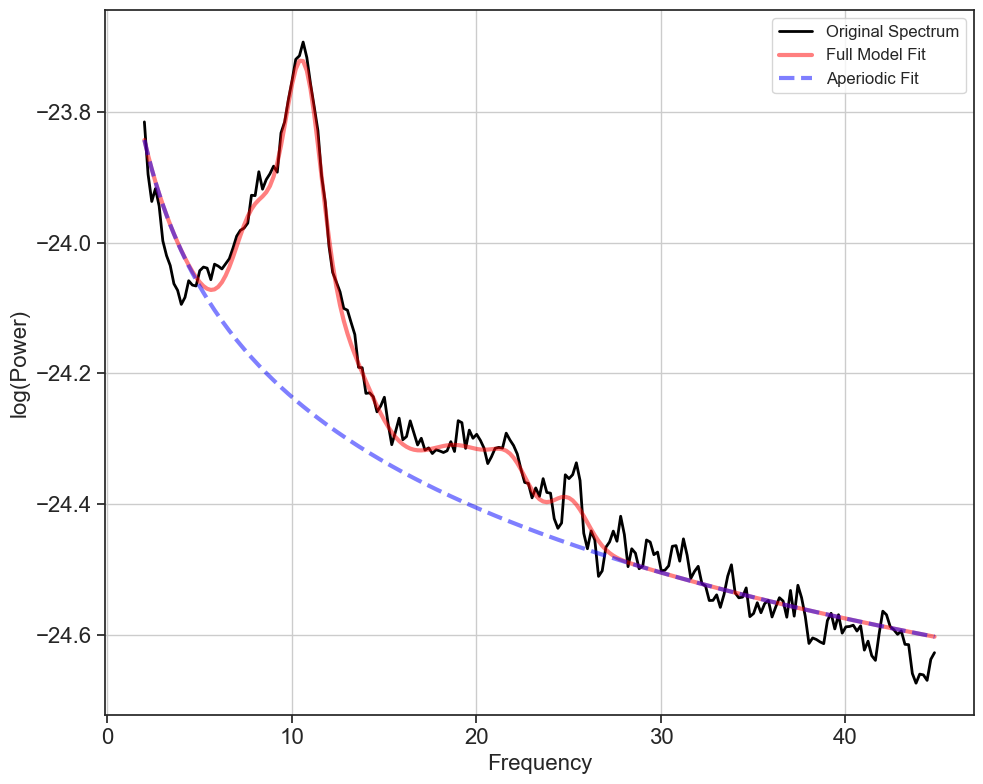 Original Spectrum
Full Model Fit
Aperiodic Fit
−23.8
−24.0
−24.2
−24.4
−24.6
log(Power)
0 10 20 30 40
Frequency